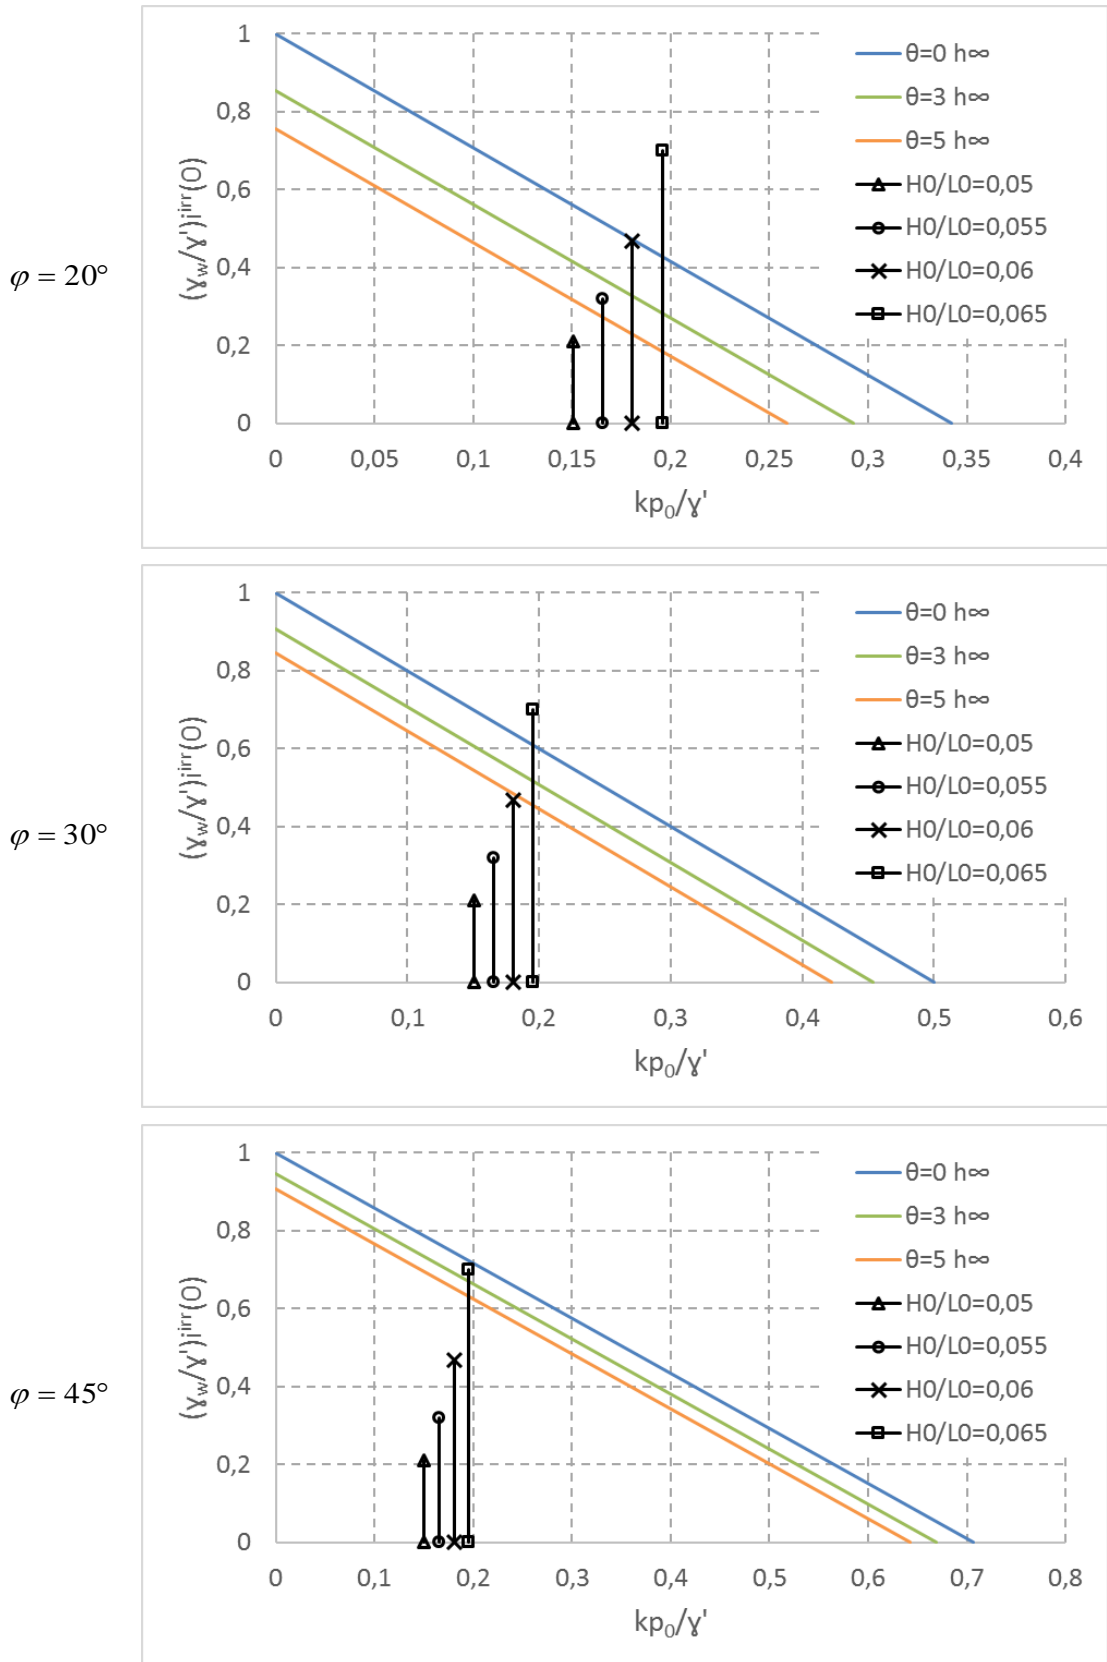 φ = 20°
(ɣw/ɣ')i^irr(0)
1
0,8
0,6
0,4
0,2
0
0 0,05 0,1 0,15 0,2 0,25 0,3 0,35 0,4
kp₀/ɣ'
θ=0 h∞
θ=3 h∞
θ=5 h∞
H0/L0=0,05
H0/L0=0,055
H0/L0=0,06
H0/L0=0,065
φ = 30°
(ɣw/ɣ')i^irr(0)
1
0,8
0,6
0,4
0,2
0
0 0,1 0,2 0,3 0,4 0,5 0,6
kp₀/ɣ'
θ=0 h∞
θ=3 h∞
θ=5 h∞
H0/L0=0,05
H0/L0=0,055
H0/L0=0,06
H0/L0=0,065
φ = 45°
(ɣw/ɣ')i^irr(0)
1
0,8
0,6
0,4
0,2
0
0 0,1 0,2 0,3 0,4 0,5 0,6 0,7 0,8
kp₀/ɣ'
θ=0 h∞
θ=3 h∞
θ=5 h∞
H0/L0=0,05
H0/L0=0,055
H0/L0=0,06
H0/L0=0,065